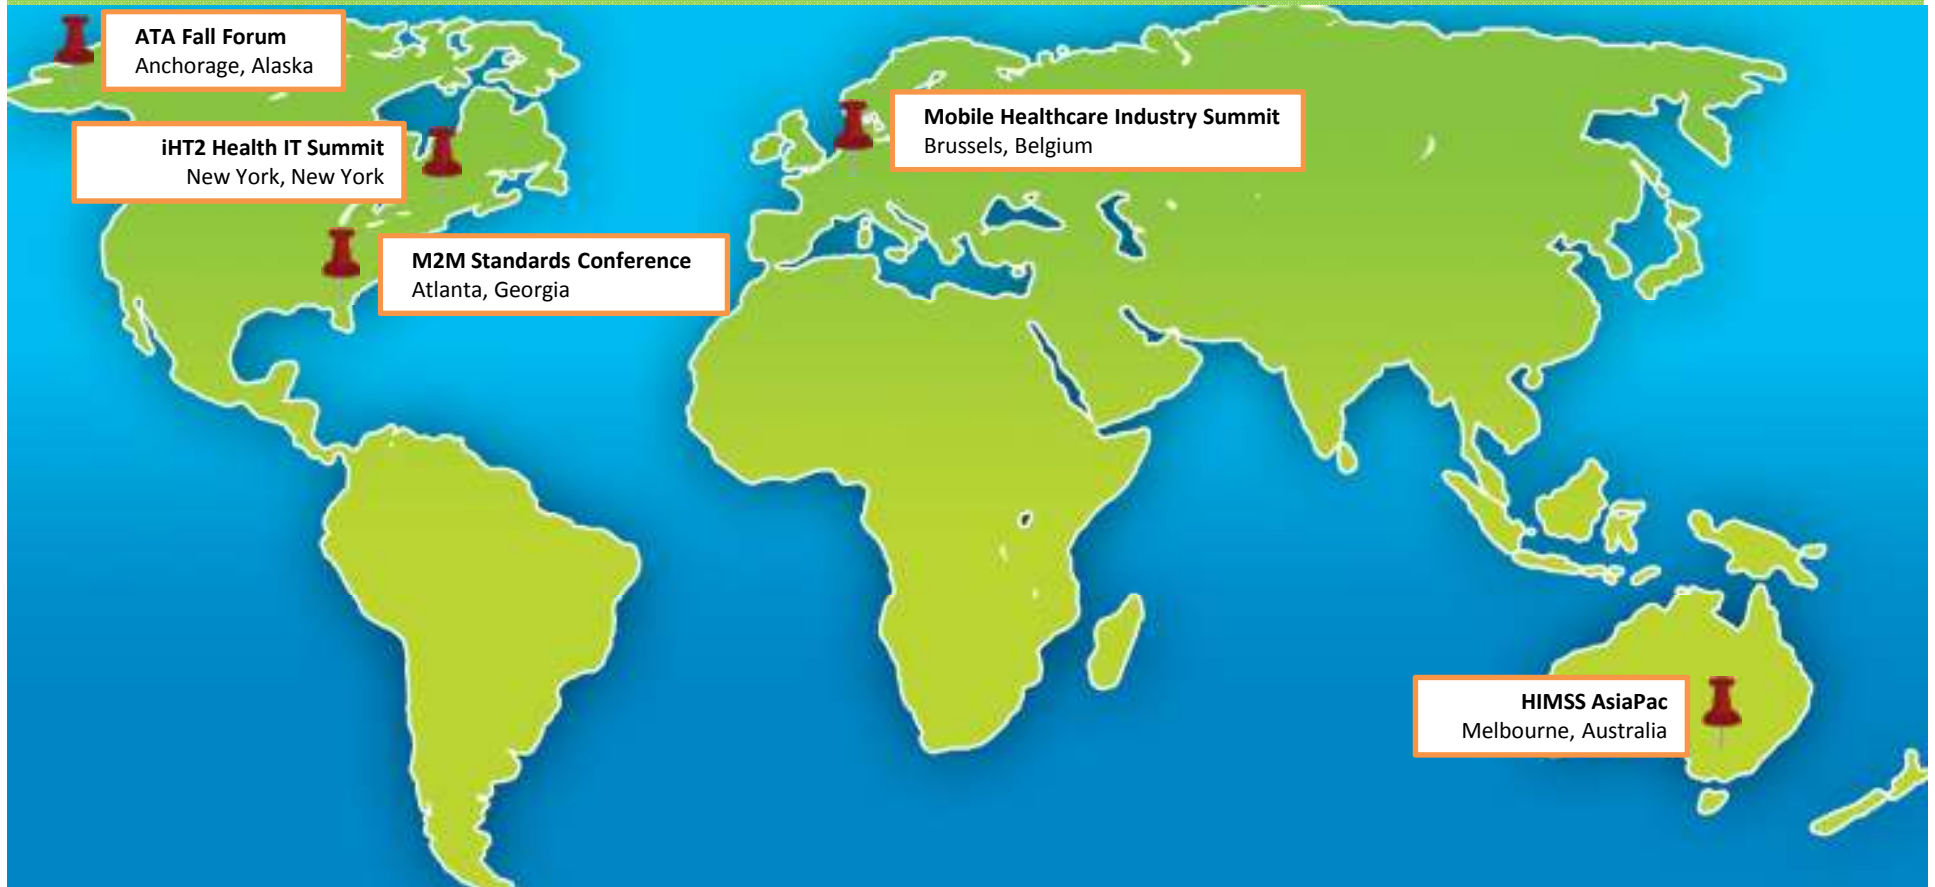 ATA Fall Forum
Anchorage, Alaska
iHT2 Health IT Summit
New York, New York
M2M Standards Conference
Atlanta, Georgia
Mobile Healthcare Industry Summit
Brussels, Belgium
HIMSS AsiaPac
Melbourne, Australia